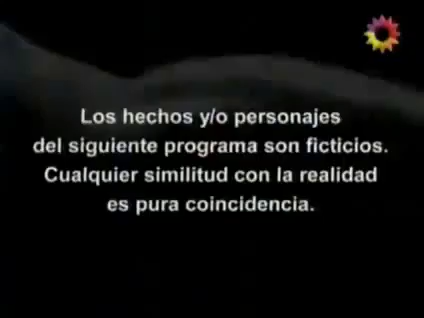 Los hechos y/o personajes
del siguiente programa son ficticios.
Cualquier similitud con la realidad
es pura coincidencia.